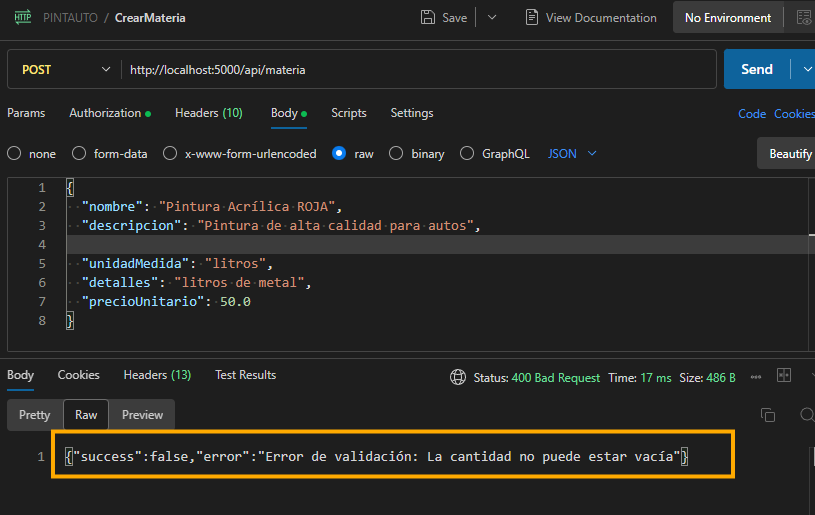 HTTP PINTAUTO / CrearMateria Save View Documentation No Environment
POST http://localhost:5000/api/materia Send
Params Authorization Headers (10) Body Scripts Settings Code Cookies
none form-data x-www-form-urlencoded raw binary GraphQL JSON Beautify
1 {
2 "nombre": "Pintura Acrílica ROJA",
3 "descripcion": "Pintura de alta calidad para autos",
4
5 "unidadMedida": "litros",
6 "detalles": "litros de metal",
7 "precioUnitario": 50.0
8 }
Body Cookies Headers (13) Test Results Status: 400 Bad Request Time: 17 ms Size: 486 B
Pretty Raw Preview
1 {"success":false,"error":"Error de validación: La cantidad no puede estar vacía"}